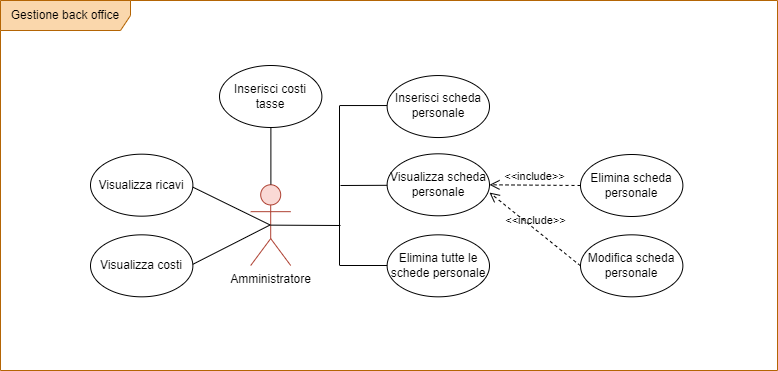 Gestione back office
Inserisci costi
tasse
Inserisci scheda
personale
Visualizza ricavi
Visualizza scheda
personale
<<include>>
Elimina scheda
personale
<<include>>
Visualizza costi
Amministratore
Elimina tutte le
schede personale
Modifica scheda
personale